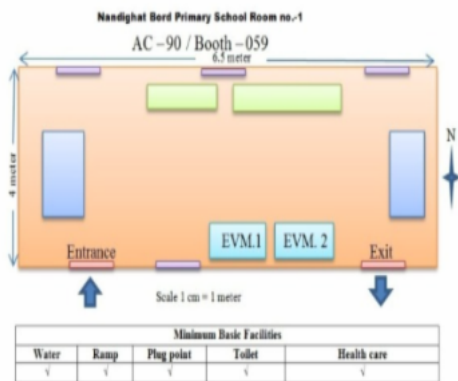 Nandighat Bord Primary School Room no.-1
AC –90 / Booth –059
6.5 meter
4 meter
N
EVM.1 EVM. 2
Entrance Exit
Scale 1 cm = 1 meter
Minimum Basic Facilities
Water Ramp Plug point Toilet Health care
√ √ √ √ √